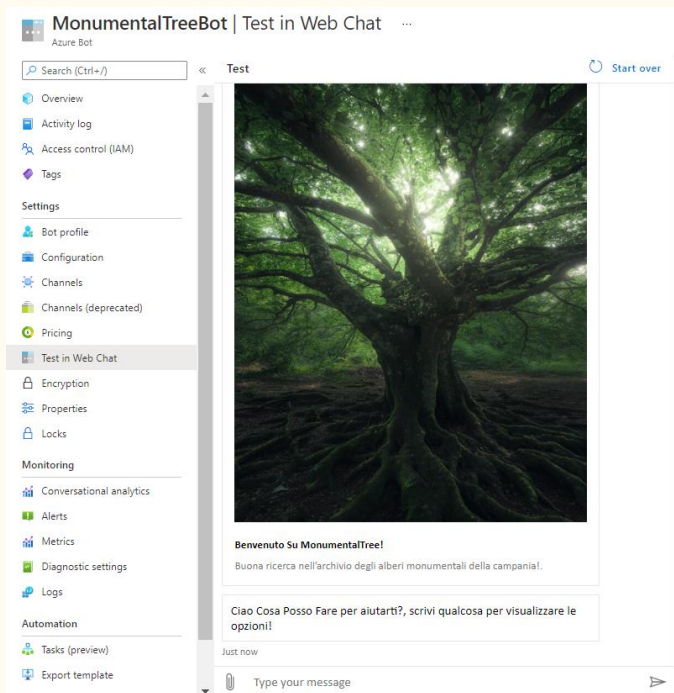 MonumentalTreeBot | Test in Web Chat ...
Azure Bot
Search (Ctrl+/)
«
Overview
Activity log
Access control (IAM)
Tags
Settings
Bot profile
Configuration
Channels
Channels (deprecated)
Pricing
Test in Web Chat
Encryption
Properties
Locks
Monitoring
Conversational analytics
Alerts
Metrics
Diagnostic settings
Logs
Automation
Tasks (preview)
Export template
Test
Start over
Benvenuto Su MonumentalTree!
Buona ricerca nell'archivio degli alberi monumentali della campania!.
Ciao Cosa Posso Fare per aiutarti?, scrivi qualcosa per visualizzare le
opzioni!
Just now
Type your message